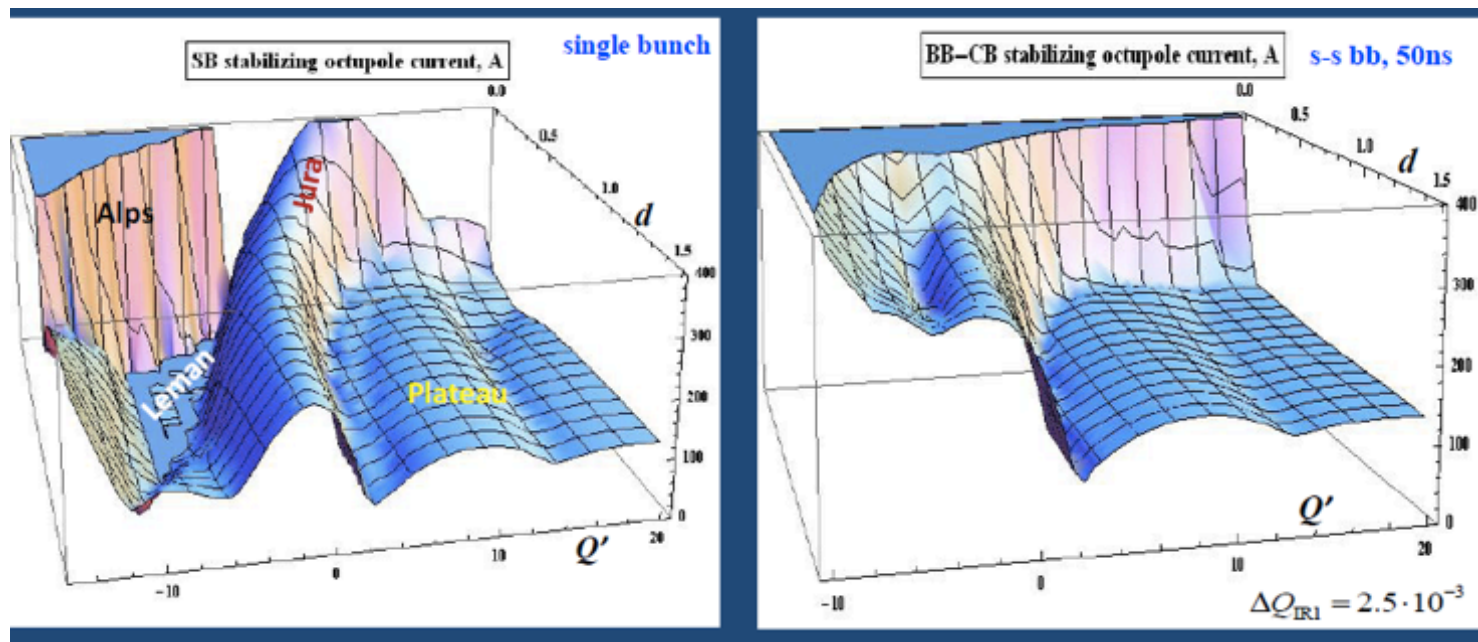 single bunch
SB stabilizing octupole current, A
0.0
0.5
1.0
d
1.5
400
300
200
100
0
20
10
Q′
0
−10
Alps
Leman
Jura
Plateau
BB−CB stabilizing octupole current, A
s-s bb, 50ns
0.0
0.5
1.0
d
1.5
400
300
200
100
0
20
Q′
10
0
−10
ΔQIR1 = 2.5·10⁻³